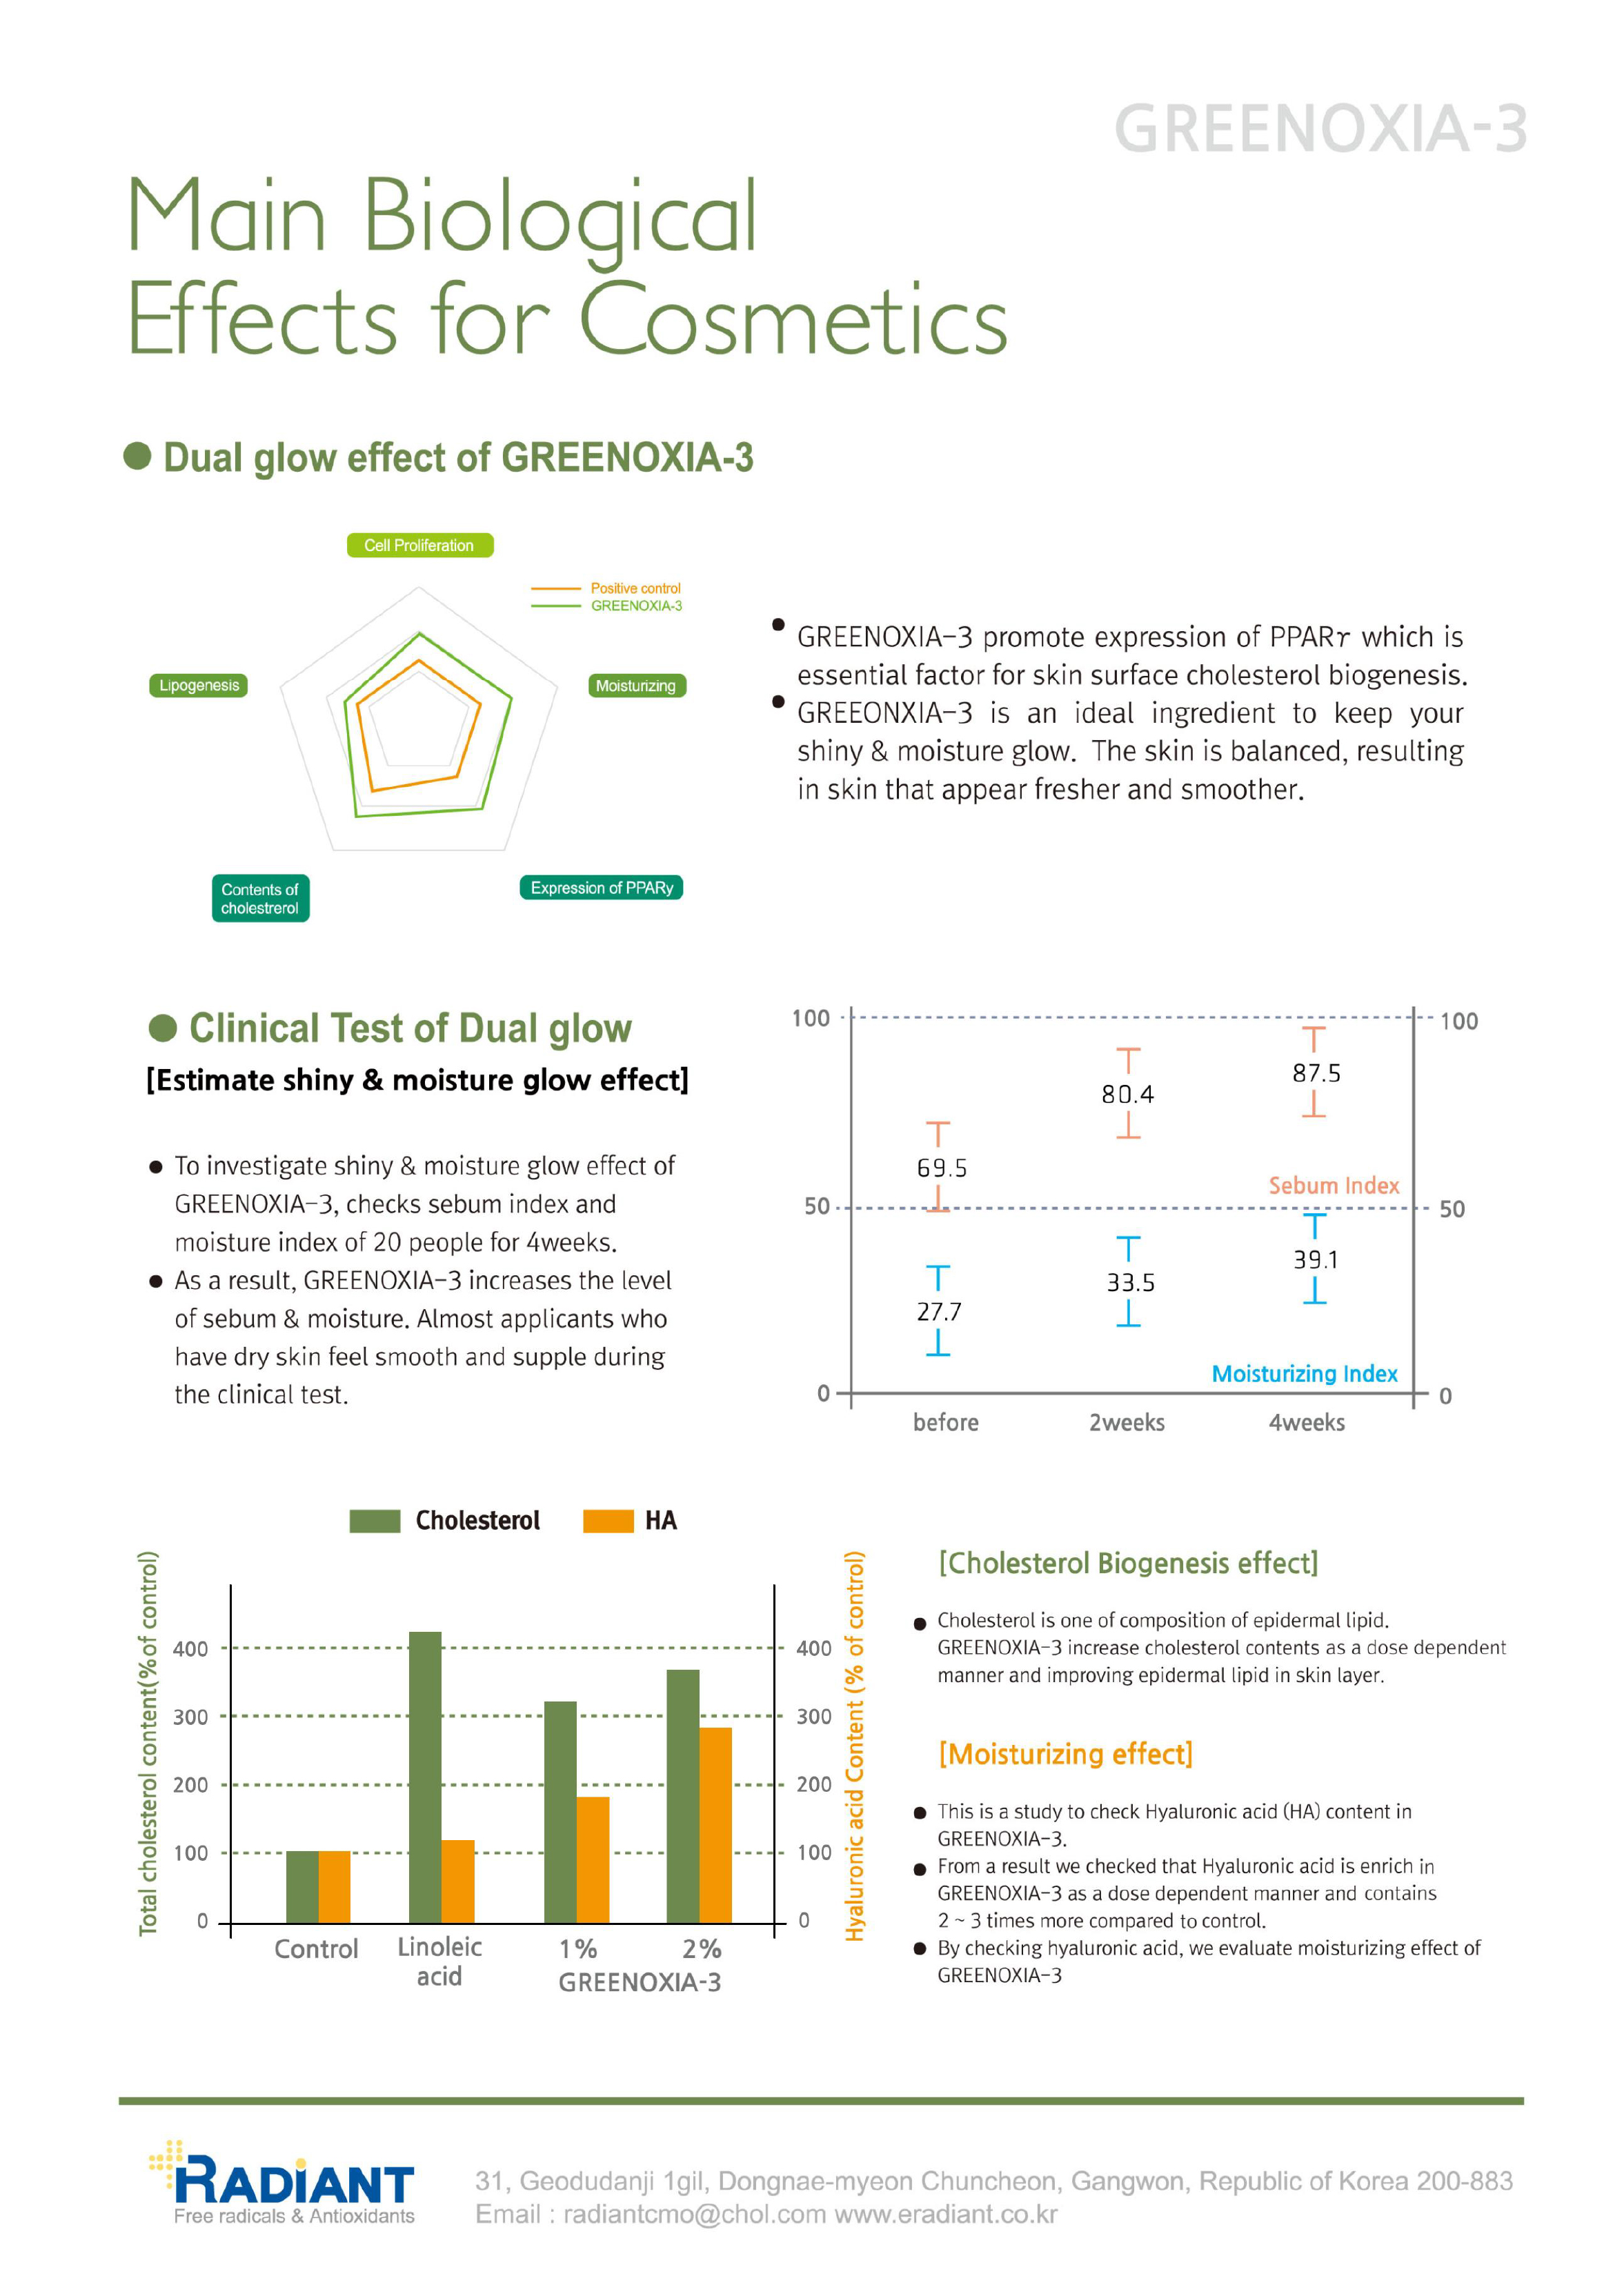 GREENOXIA-3
Main Biological
Effects for Cosmetics
● Dual glow effect of GREENOXIA-3
Cell Proliferation
Positive control
GREENOXIA-3
Lipogenesis
Moisturizing
Contents of
cholestrerol
Expression of PPARy
• GREENOXIA-3 promote expression of PPARr which is
essential factor for skin surface cholesterol biogenesis.
• GREEONXIA-3 is an ideal ingredient to keep your
shiny & moisture glow. The skin is balanced, resulting
in skin that appear fresher and smoother.
● Clinical Test of Dual glow
[Estimate shiny & moisture glow effect]
● To investigate shiny & moisture glow effect of
GREENOXIA-3, checks sebum index and
moisture index of 20 people for 4weeks.
● As a result, GREENOXIA-3 increases the level
of sebum & moisture. Almost applicants who
have dry skin feel smooth and supple during
the clinical test.
100
100
87.5
80.4
69.5
Sebum Index
50
50
39.1
33.5
27.7
Moisturizing Index
0
0
before 2weeks 4weeks
Cholesterol HA
Total cholesterol content(% of control)
400
300
200
100
0
400
300
200
100
0
Hyaluronic acid Content (% of control)
Control
Linoleic
acid
1% 2%
GREENOXIA-3
[Cholesterol Biogenesis effect]
● Cholesterol is one of composition of epidermal lipid.
GREENOXIA-3 increase cholesterol contents as a dose dependent
manner and improving epidermal lipid in skin layer.
[Moisturizing effect]
● This is a study to check Hyaluronic acid (HA) content in
GREENOXIA-3.
● From a result we checked that Hyaluronic acid is enrich in
GREENOXIA-3 as a dose dependent manner and contains
2 ~ 3 times more compared to control.
● By checking hyaluronic acid, we evaluate moisturizing effect of
GREENOXIA-3
RADiANT
Free radicals & Antioxidants
31, Geodudanji 1gil, Dongnae-myeon Chuncheon, Gangwon, Republic of Korea 200-883
Email : radiantcmo@chol.com www.eradiant.co.kr